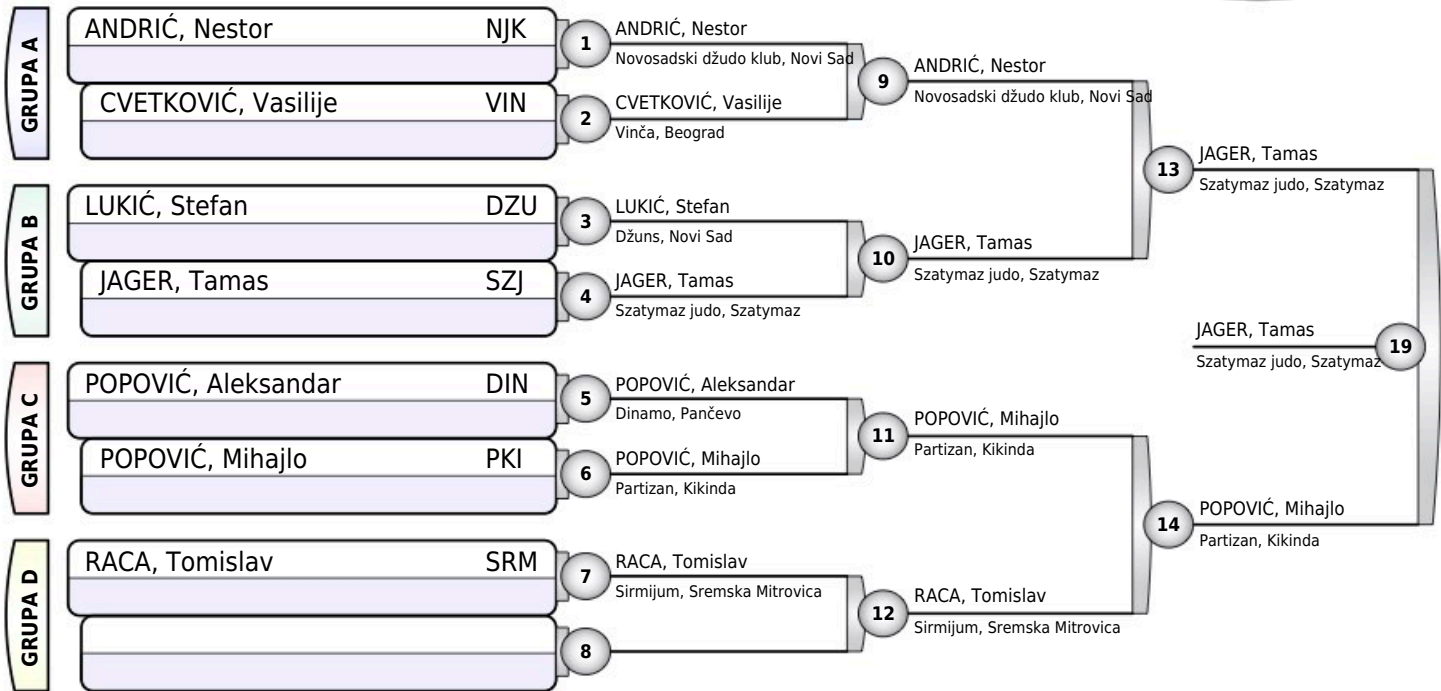 GRUPA A
ANDRIĆ, Nestor NJK
CVETKOVIĆ, Vasilije VIN
GRUPA B
LUKIĆ, Stefan DZU
JAGER, Tamas SZJ
GRUPA C
POPOVIĆ, Aleksandar DIN
POPOVIĆ, Mihajlo PKI
GRUPA D
RACA, Tomislav SRM
1
ANDRIĆ, Nestor
Novosadski džudo klub, Novi Sad
2
CVETKOVIĆ, Vasilije
Vinča, Beograd
3
LUKIĆ, Stefan
Džuns, Novi Sad
4
JAGER, Tamas
Szatymaz judo, Szatymaz
5
POPOVIĆ, Aleksandar
Dinamo, Pančevo
6
POPOVIĆ, Mihajlo
Partizan, Kikinda
7
RACA, Tomislav
Sirmijum, Sremska Mitrovica
8
9
ANDRIĆ, Nestor
Novosadski džudo klub, Novi Sad
10
JAGER, Tamas
Szatymaz judo, Szatymaz
11
POPOVIĆ, Mihajlo
Partizan, Kikinda
12
RACA, Tomislav
Sirmijum, Sremska Mitrovica
13
JAGER, Tamas
Szatymaz judo, Szatymaz
14
POPOVIĆ, Mihajlo
Partizan, Kikinda
JAGER, Tamas
Szatymaz judo, Szatymaz
19